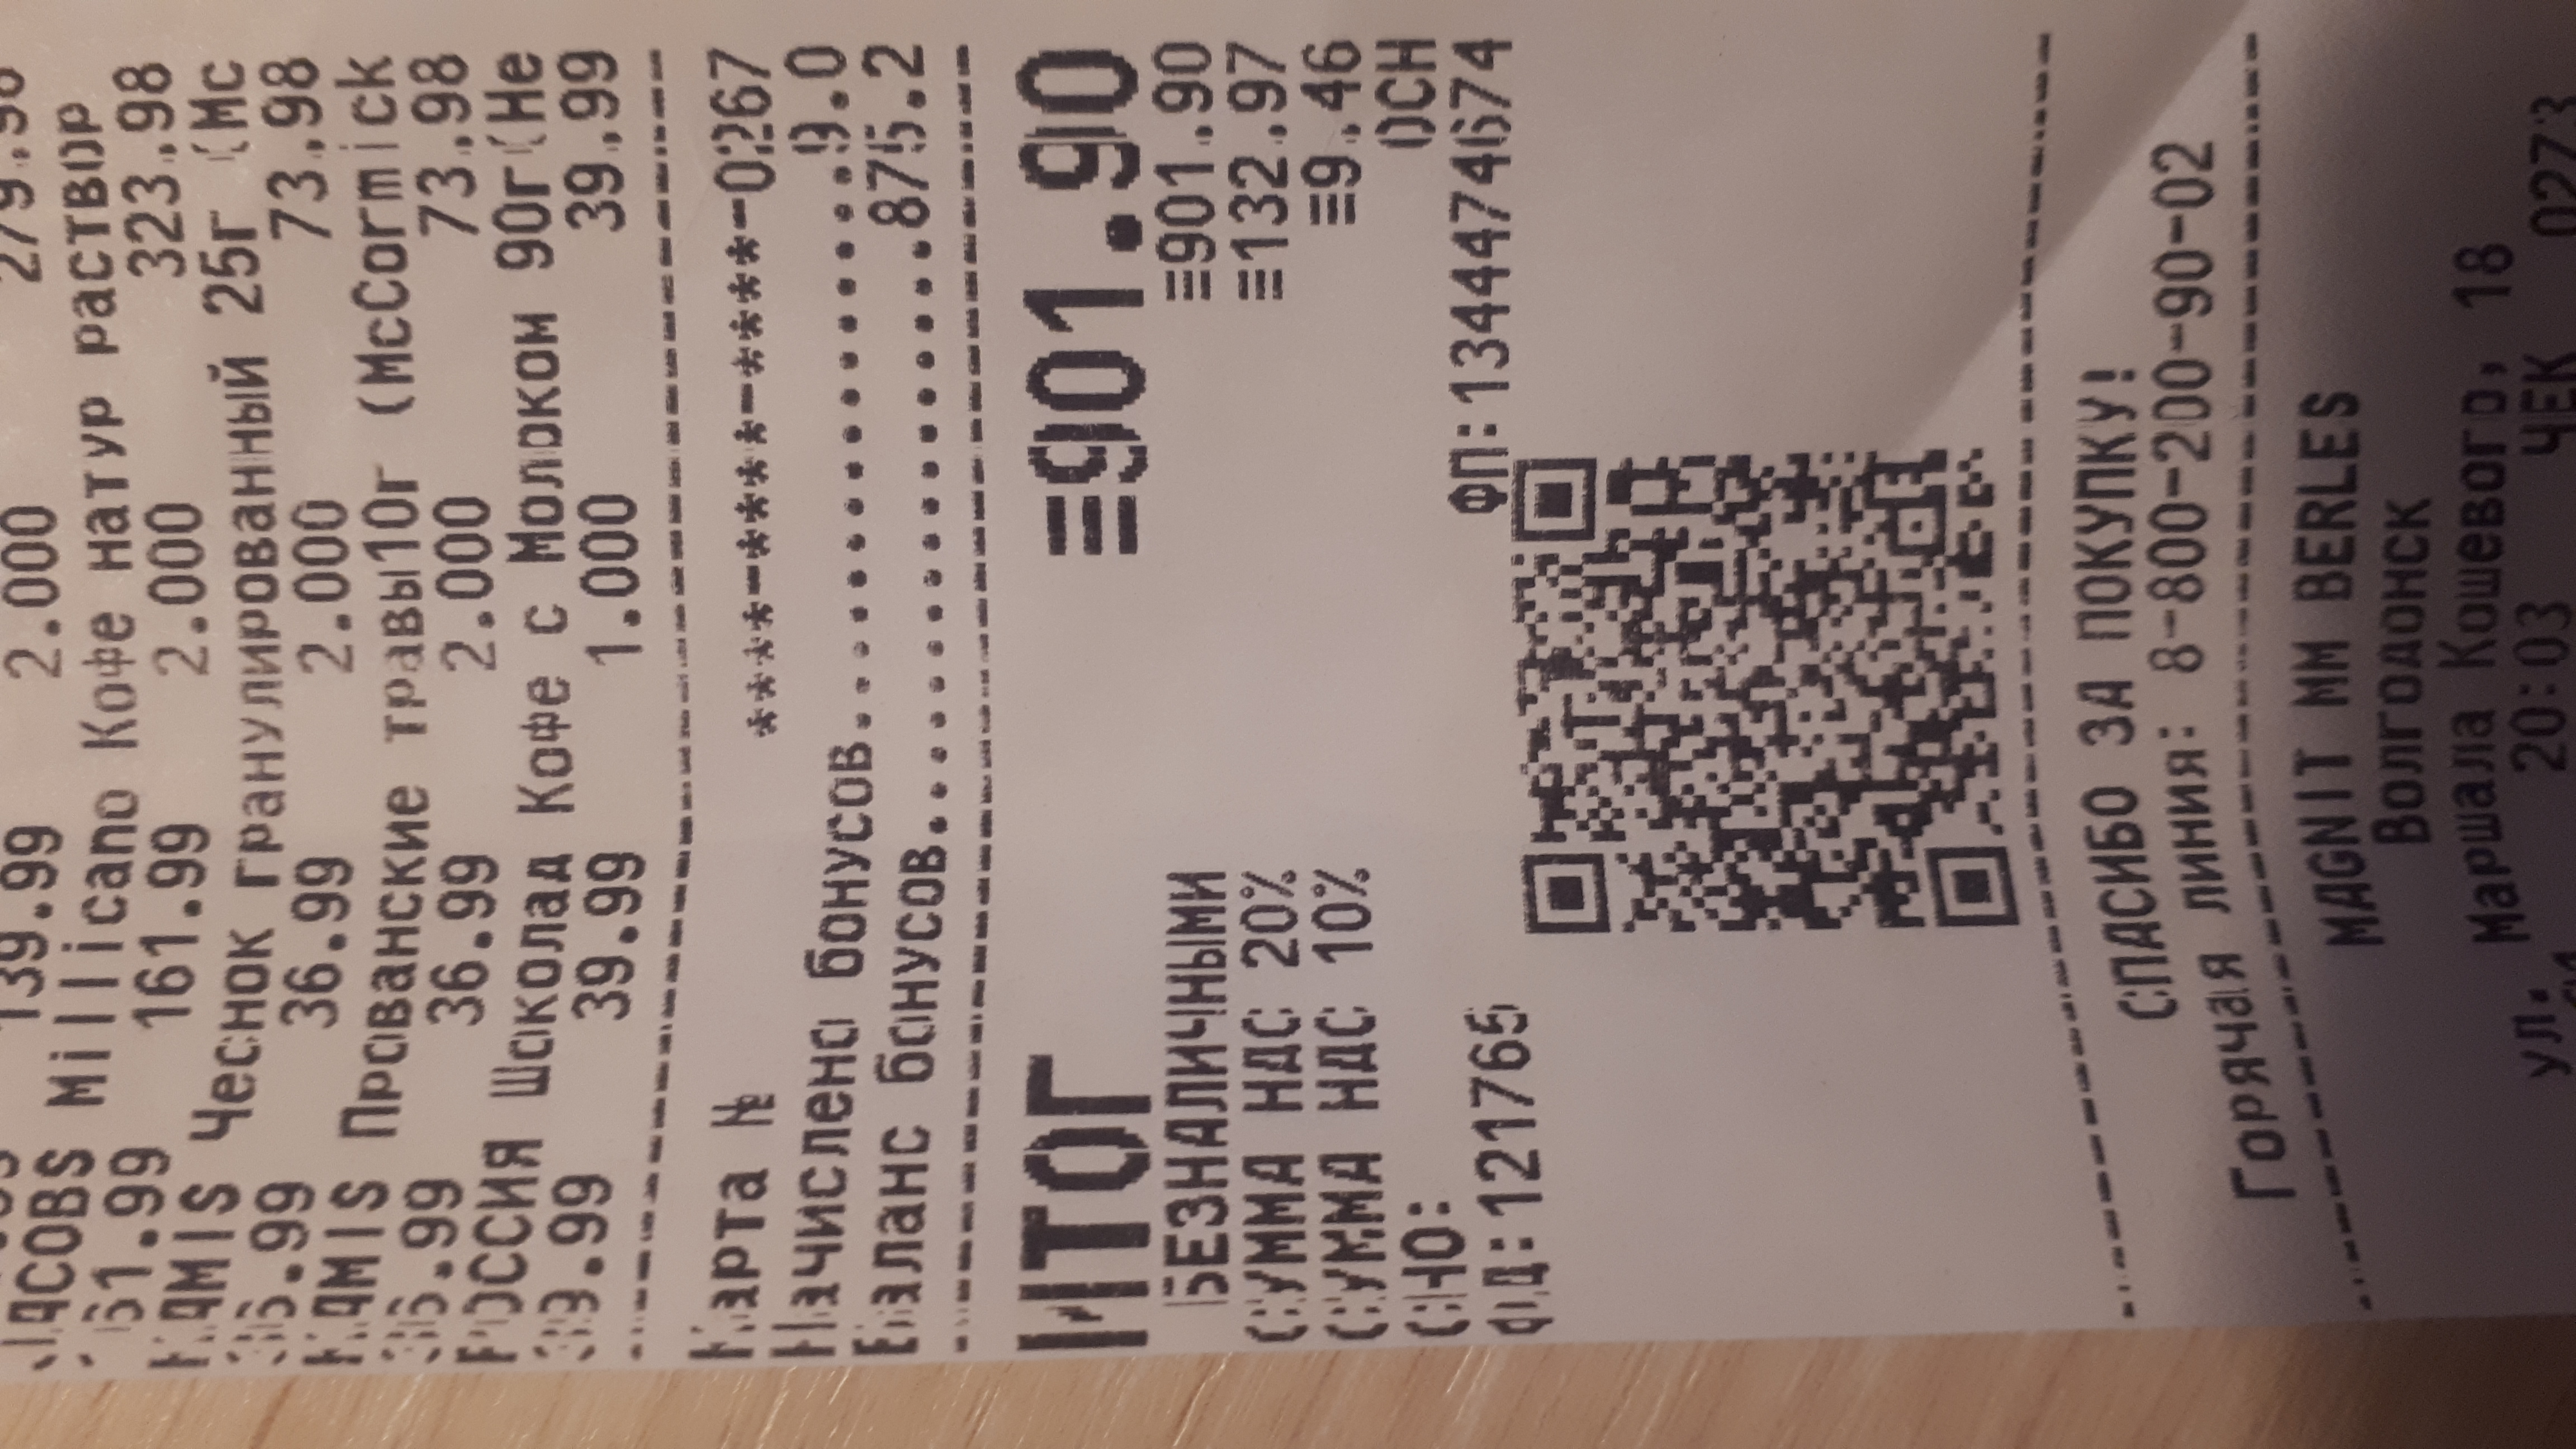 139.99 2.000 279.98
JACOBS Millicano Кофе натур раствор
161.99 161.99 2.000 323.98
KAMIS Чеснок гранулированный 25г (Mc
36.99 36.99 2.000 73.98
KAMIS Прованские травы10г (McCormick
36.99 36.99 2.000 73.98
РОССИЯ Шоколад Кофе с Молоком 90г(Не
39.99 39.99 1.000 39.99
Карта № ****-****-****-0267
Начислено бонусов.................9.0
Баланс бонусов.................875.2
ИТОГ ≡901.90
БЕЗНАЛИЧНЫМИ ≡901.90
СУММА НДС 20% ≡132.97
СУММА НДС 10% ≡9.46
СНО: ОСН
ФД:121765 ФП:1344474674
СПАСИБО ЗА ПОКУПКУ!
Горячая линия: 8-800-200-90-02
MAGNIT MM BERLES
Волгодонск
ул. Маршала Кошевого, 18
20:03 ЧЕК 0273